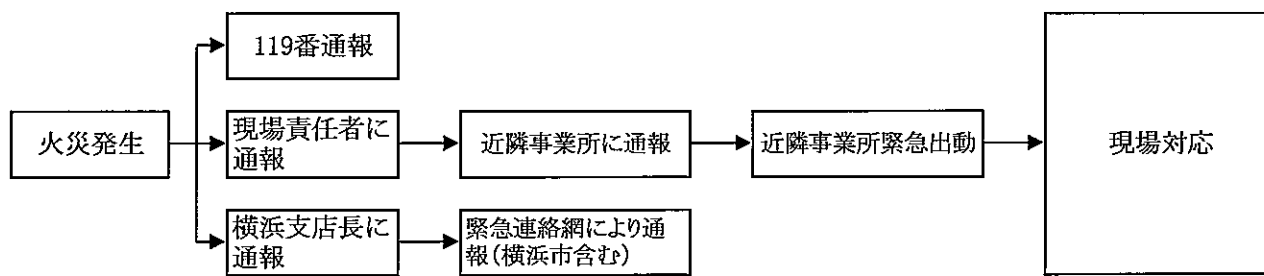 119番通報
火災発生
現場責任者に
通報
近隣事業所に通報
近隣事業所緊急出動
現場対応
横浜支店長に
通報
緊急連絡網により通
報(横浜市含む)